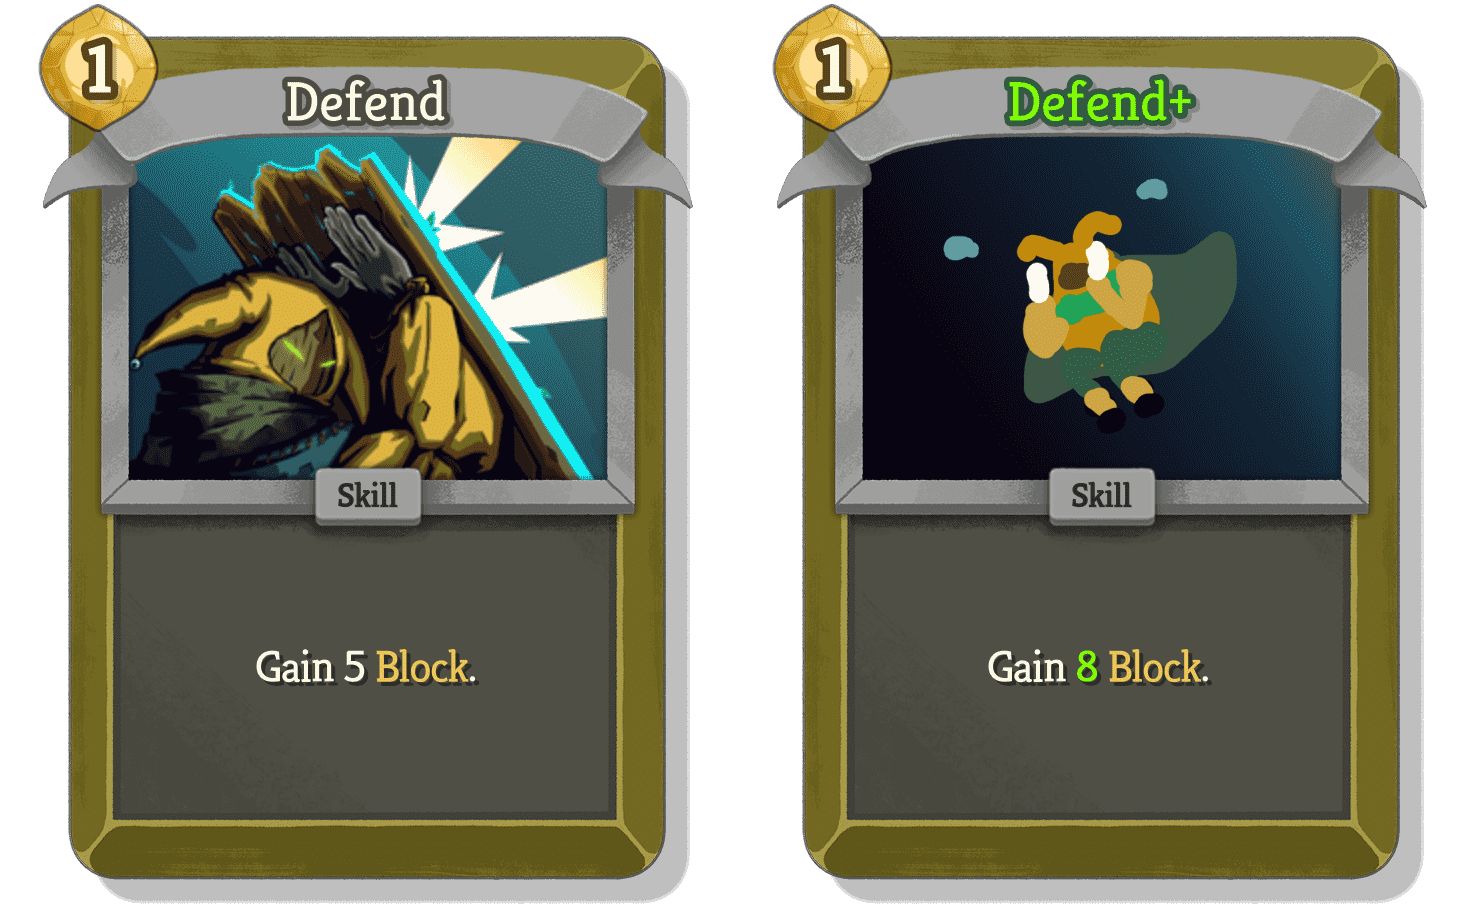 1
Defend
Skill
Gain 5 Block.
1
Defend+
Skill
Gain 8 Block.